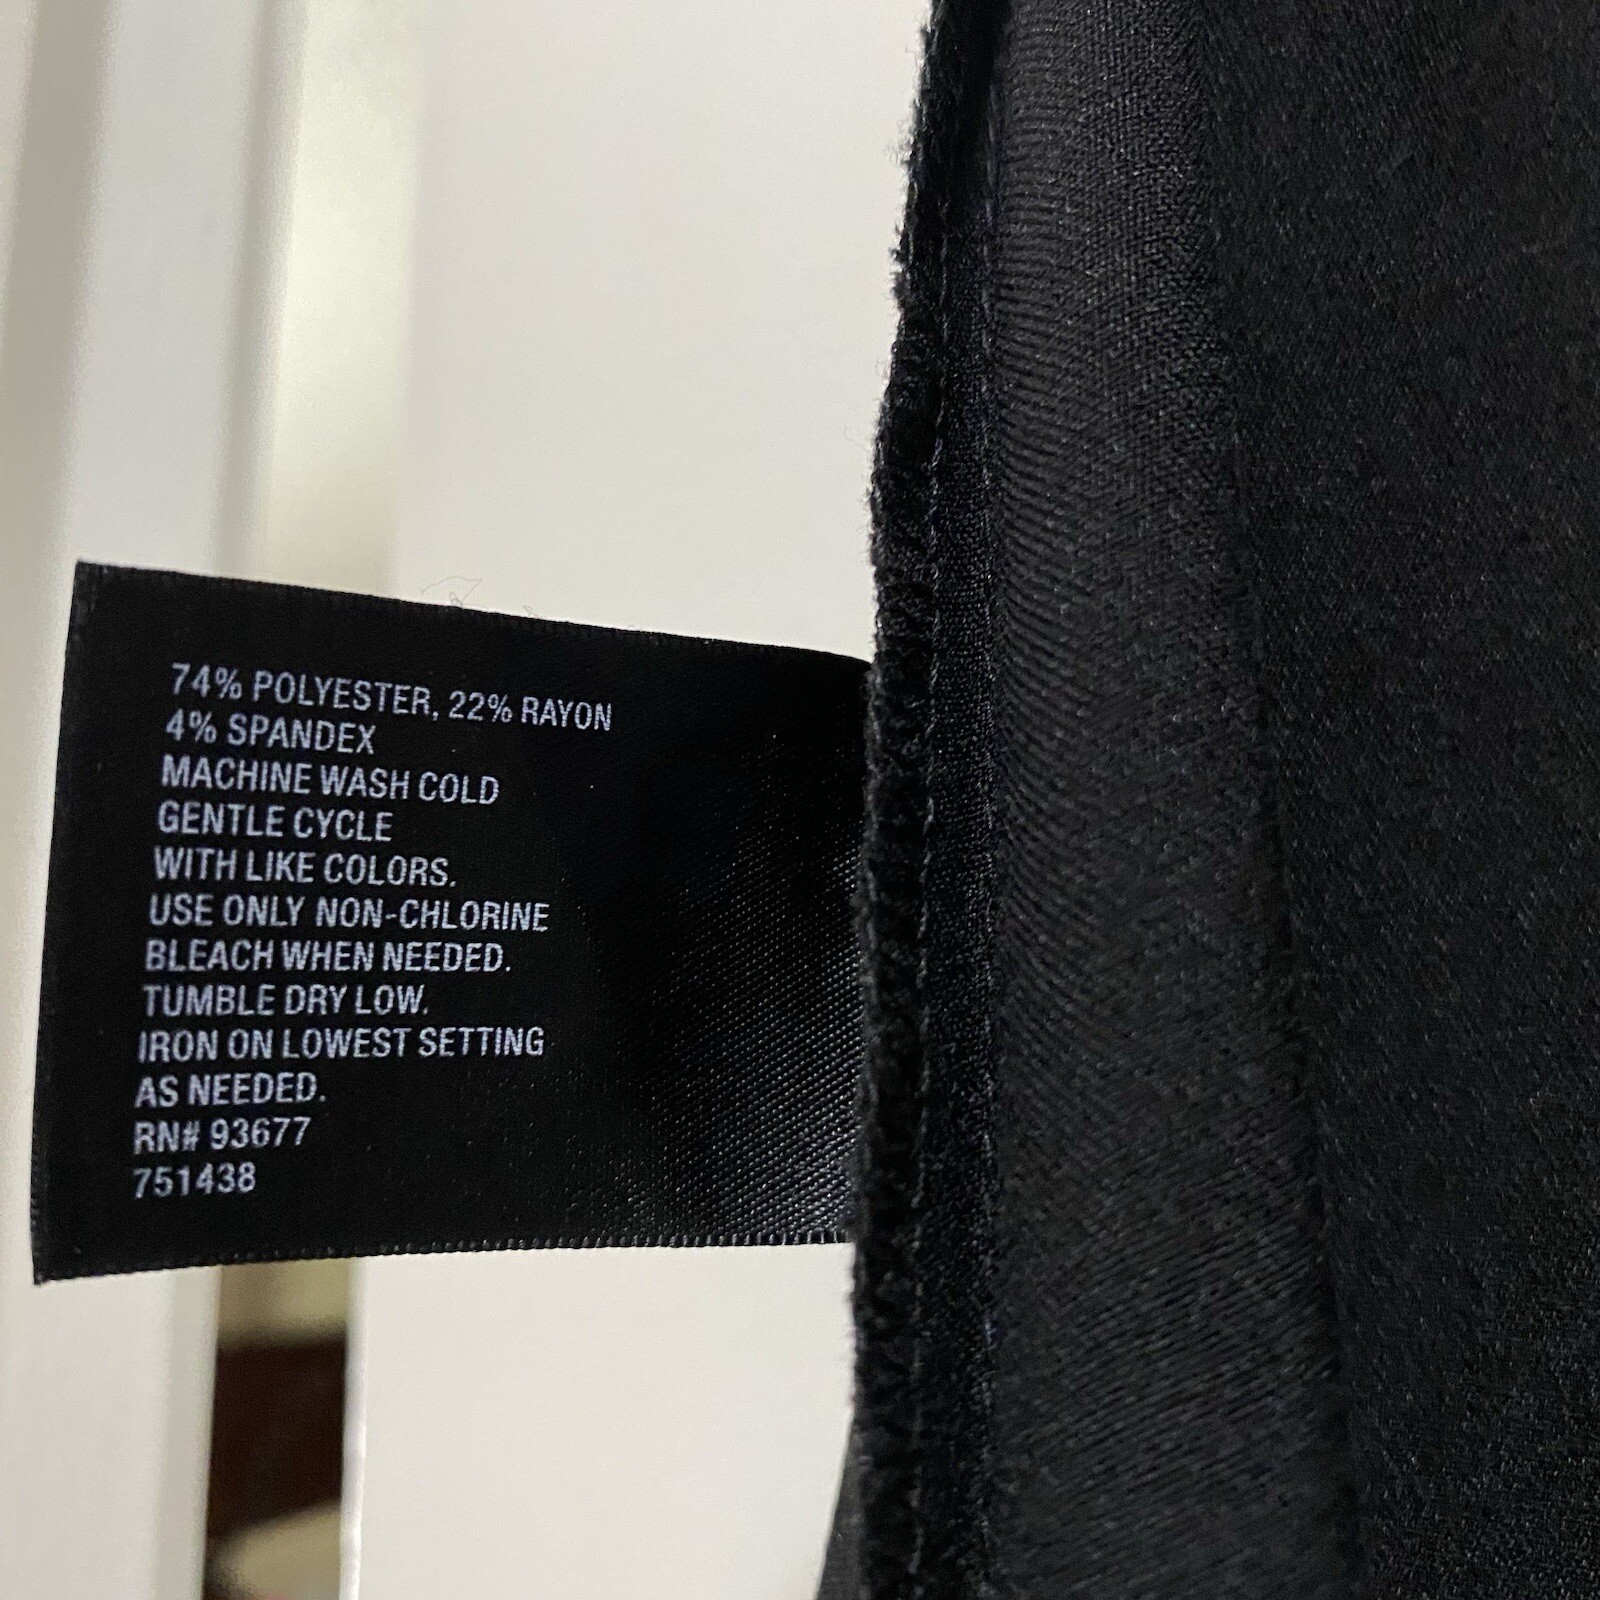 74% POLYESTER, 22% RAYON
4% SPANDEX
MACHINE WASH COLD
GENTLE CYCLE
WITH LIKE COLORS.
USE ONLY NON-CHLORINE
BLEACH WHEN NEEDED.
TUMBLE DRY LOW.
IRON ON LOWEST SETTING
AS NEEDED.
RN# 93677
751438